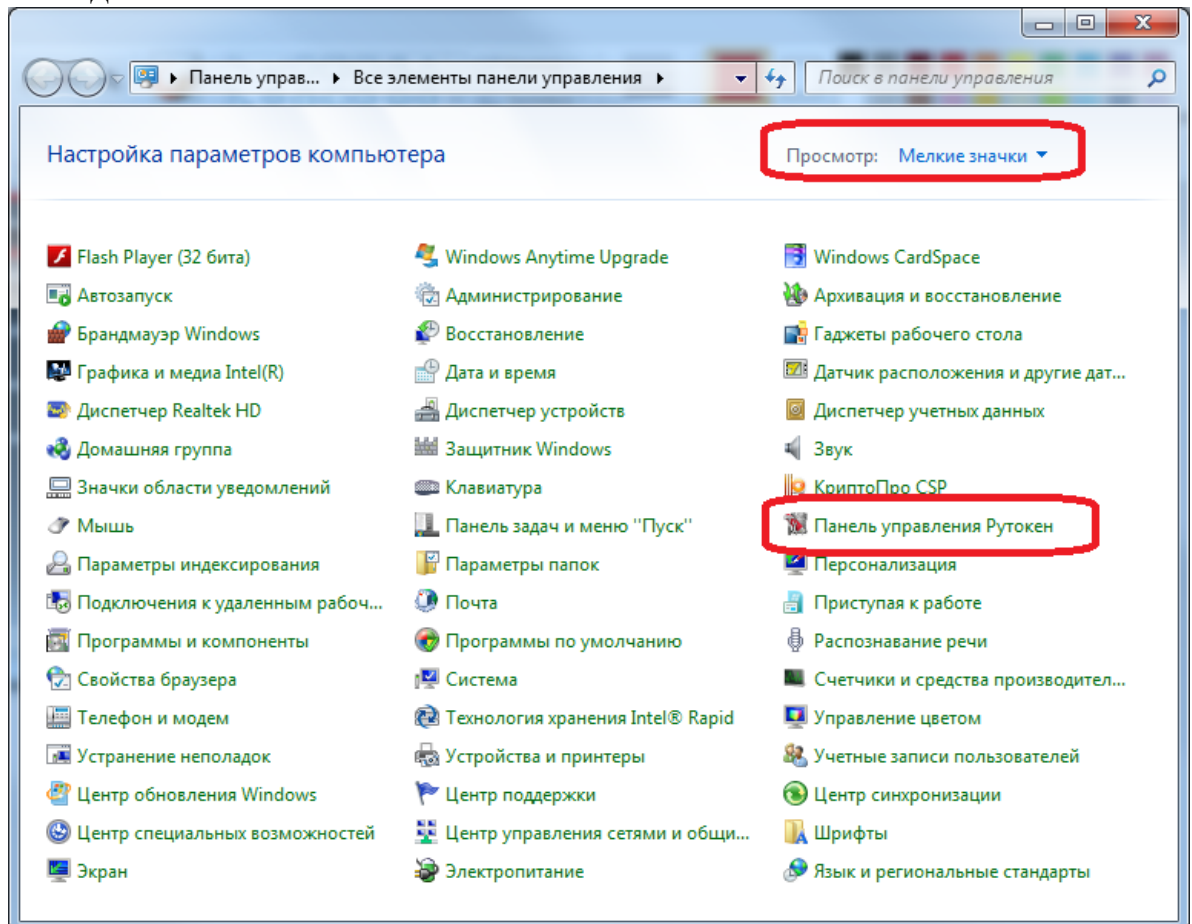 Панель управ... Все элементы панели управления Поиск в панели управления
Настройка параметров компьютера Просмотр: Мелкие значки
Flash Player (32 бита) Windows Anytime Upgrade Windows CardSpace
Автозапуск Администрирование Архивация и восстановление
Брандмауэр Windows Восстановление Гаджеты рабочего стола
Графика и медиа Intel(R) Дата и время Датчик расположения и другие дат...
Диспетчер Realtek HD Диспетчер устройств Диспетчер учетных данных
Домашняя группа Защитник Windows Звук
Значки области уведомлений Клавиатура КриптоПро CSP
Мышь Панель задач и меню ''Пуск'' Панель управления Рутокен
Параметры индексирования Параметры папок Персонализация
Подключения к удаленным рабоч... Почта Приступая к работе
Программы и компоненты Программы по умолчанию Распознавание речи
Свойства браузера Система Счетчики и средства производител...
Телефон и модем Технология хранения Intel® Rapid Управление цветом
Устранение неполадок Устройства и принтеры Учетные записи пользователей
Центр обновления Windows Центр поддержки Центр синхронизации
Центр специальных возможностей Центр управления сетями и общи... Шрифты
Экран Электропитание Язык и региональные стандарты